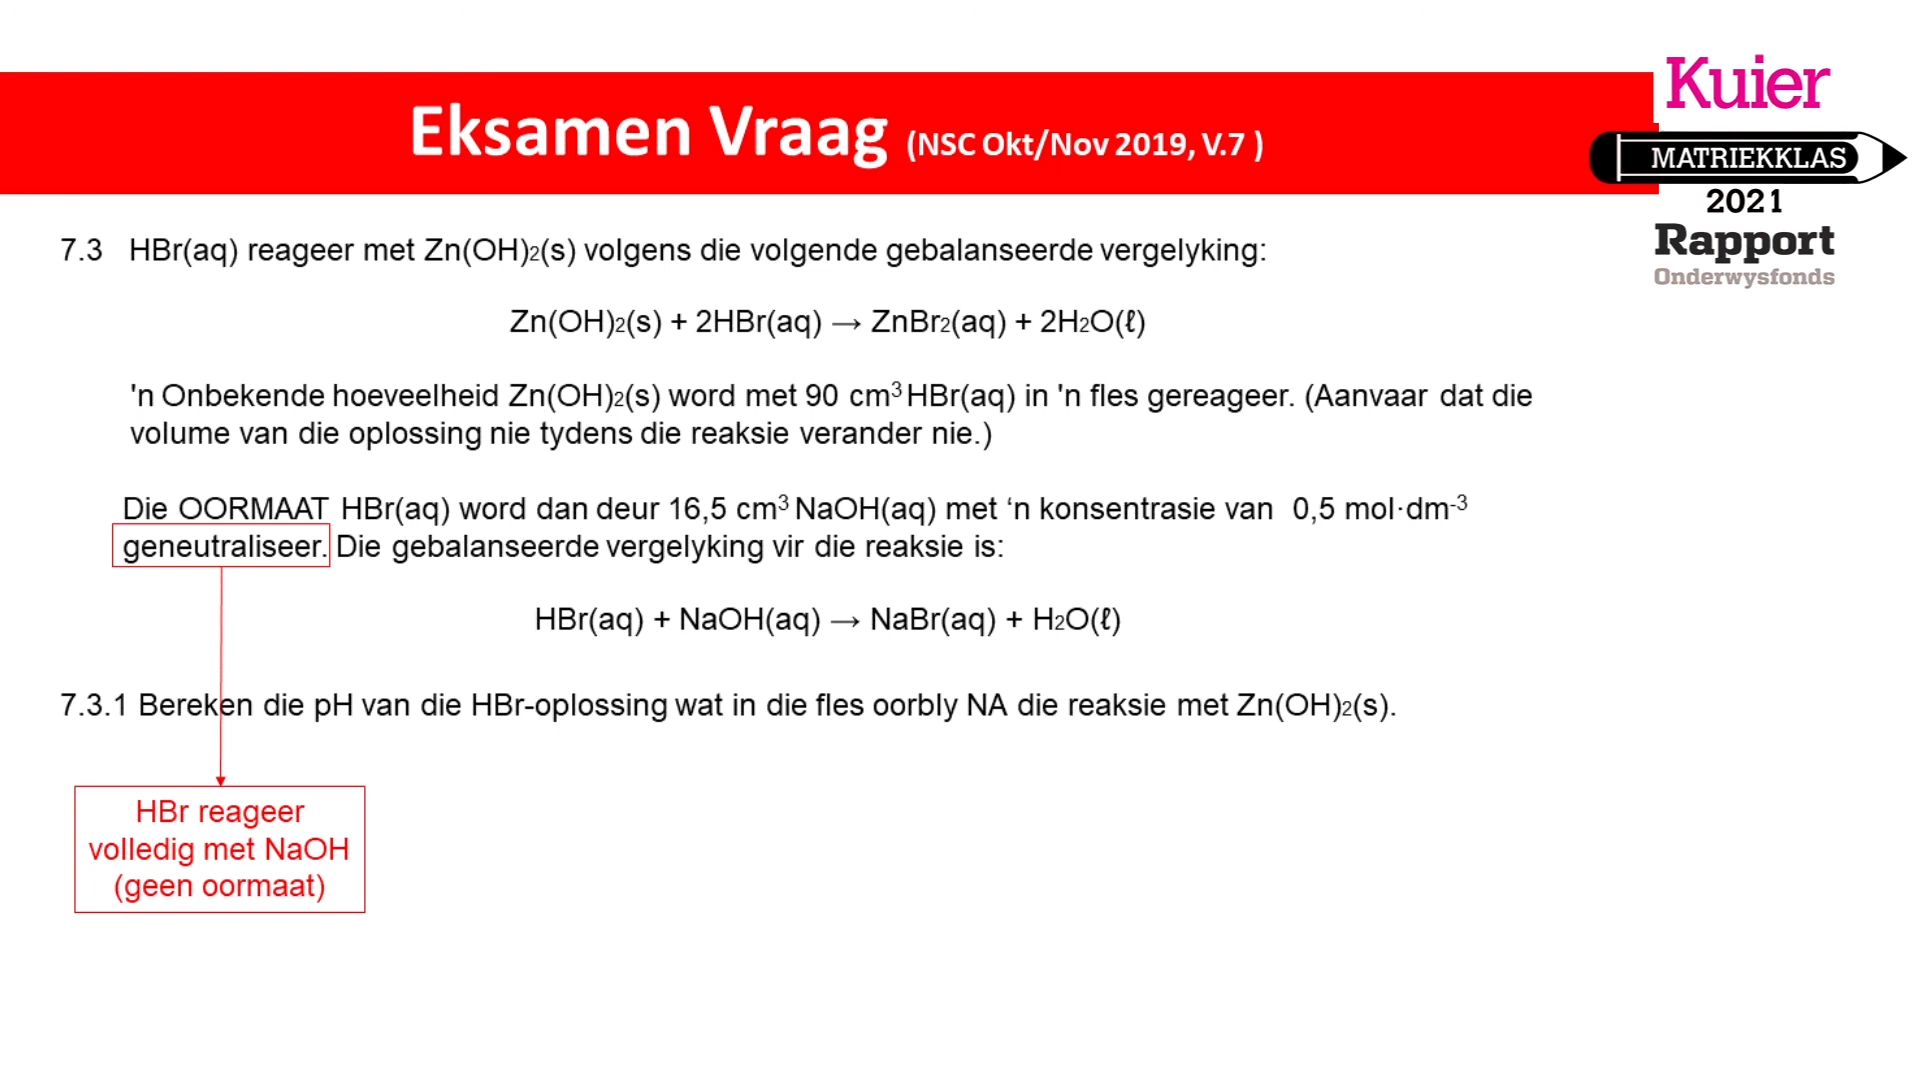 Eksamen Vraag (NSC Okt/Nov 2019, V.7 )
Kuier
MATRIEKKLAS
2021
Rapport
Onderwysfonds
7.3 HBr(aq) reageer met Zn(OH)₂(s) volgens die volgende gebalanseerde vergelyking:
Zn(OH)₂(s) + 2HBr(aq) → ZnBr₂(aq) + 2H₂O(ℓ)
'n Onbekende hoeveelheid Zn(OH)₂(s) word met 90 cm³ HBr(aq) in 'n fles gereageer. (Aanvaar dat die
volume van die oplossing nie tydens die reaksie verander nie.)
Die OORMAAT HBr(aq) word dan deur 16,5 cm³ NaOH(aq) met ‘n konsentrasie van 0,5 mol·dm⁻³
geneutraliseer. Die gebalanseerde vergelyking vir die reaksie is:
HBr(aq) + NaOH(aq) → NaBr(aq) + H₂O(ℓ)
7.3.1 Bereken die pH van die HBr-oplossing wat in die fles oorbly NA die reaksie met Zn(OH)₂(s).
HBr reageer
volledig met NaOH
(geen oormaat)